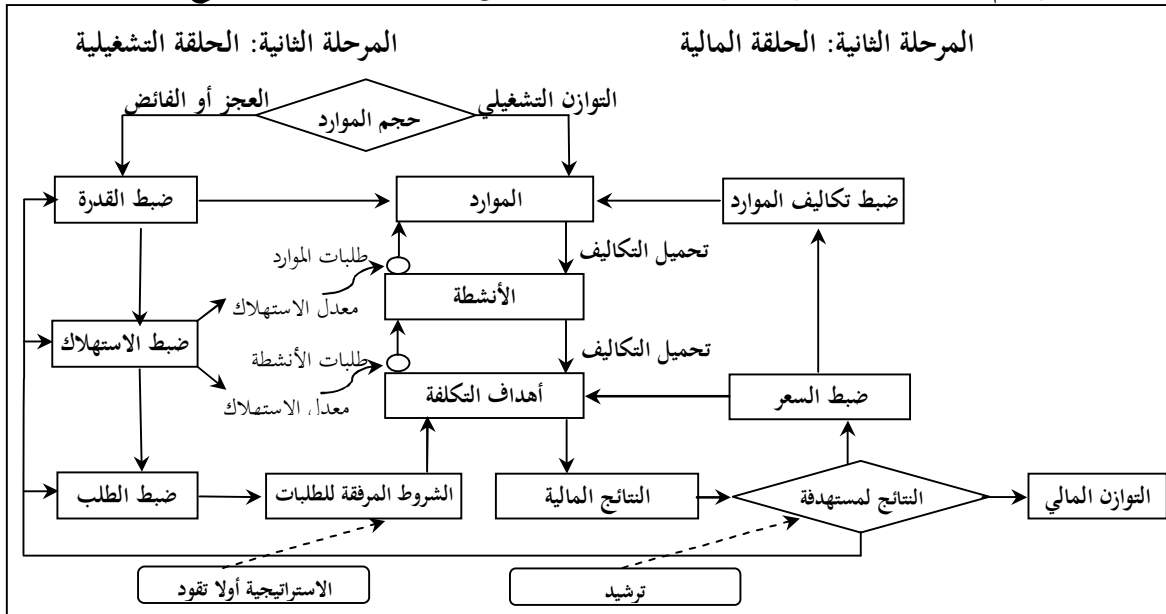 المرحلة الثانية: الحلقة المالية
المرحلة الثانية: الحلقة التشغيلية
التوازن التشغيلي
العجز أو الفائض
حجم الموارد
ضبط تكاليف الموارد
الموارد
ضبط القدرة
تحميل التكاليف
طلبات الموارد
الأنشطة
معدل الاستهلاك
ضبط الاستهلاك
تحميل التكاليف
طلبات الأنشطة
ضبط السعر
أهداف التكلفة
معدل الاستهلاك
التوازن المالي
النتائج لمستهدفة
النتائج المالية
الشروط المرفقة للطلبات
ضبط الطلب
ترشيد
الاستراتيجية أولا تقود